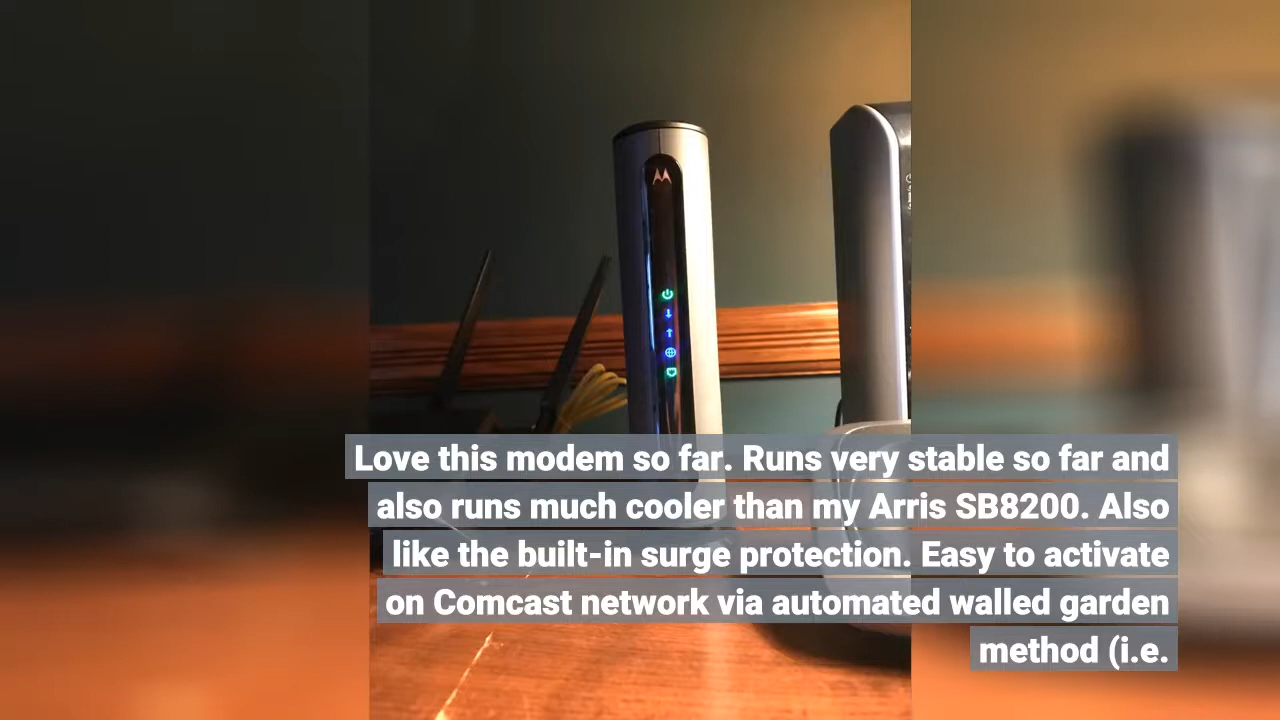 Love this modem so far. Runs very stable so far and
also runs much cooler than my Arris SB8200. Also
like the built-in surge protection. Easy to activate
on Comcast network via automated walled garden
method (i.e.